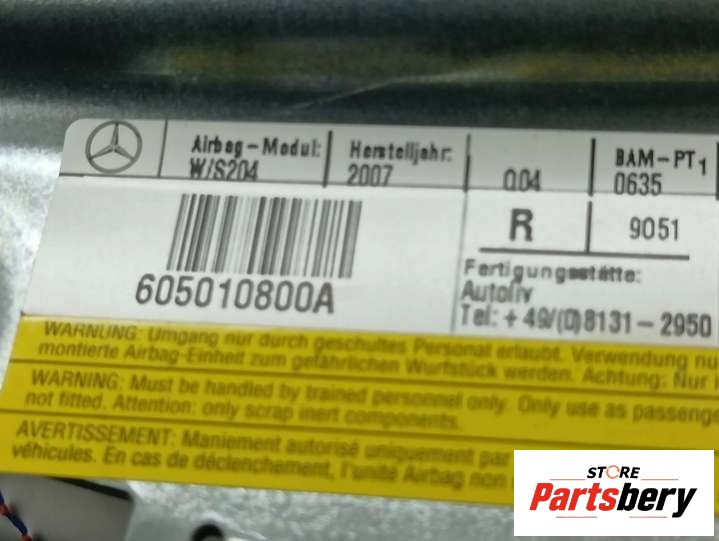 Airbag-Modul:
W/S204
Herstelljahr:
2007
004
BAM-PT1
0635
R
9051
605010800A
Fertigungsstätte:
Autoliv
Tel: +49/(0)8131-2950
WARNUNG: Umgang nur durch geschultes Personal erlaubt. Verwendung nu
montierte Airbag-Einheit zum gefährlichen Wurfstück werden. Achtung: Nur
WARNING: Must be handled by trained personnel only. Only use as passenge
not fitted. Attention: only scrap inert components.
AVERTISSEMENT: Maniement autorisé uniquement par
véhicules. En cas de déclenchement, l'unité Airbag non
STORE
Partsbery